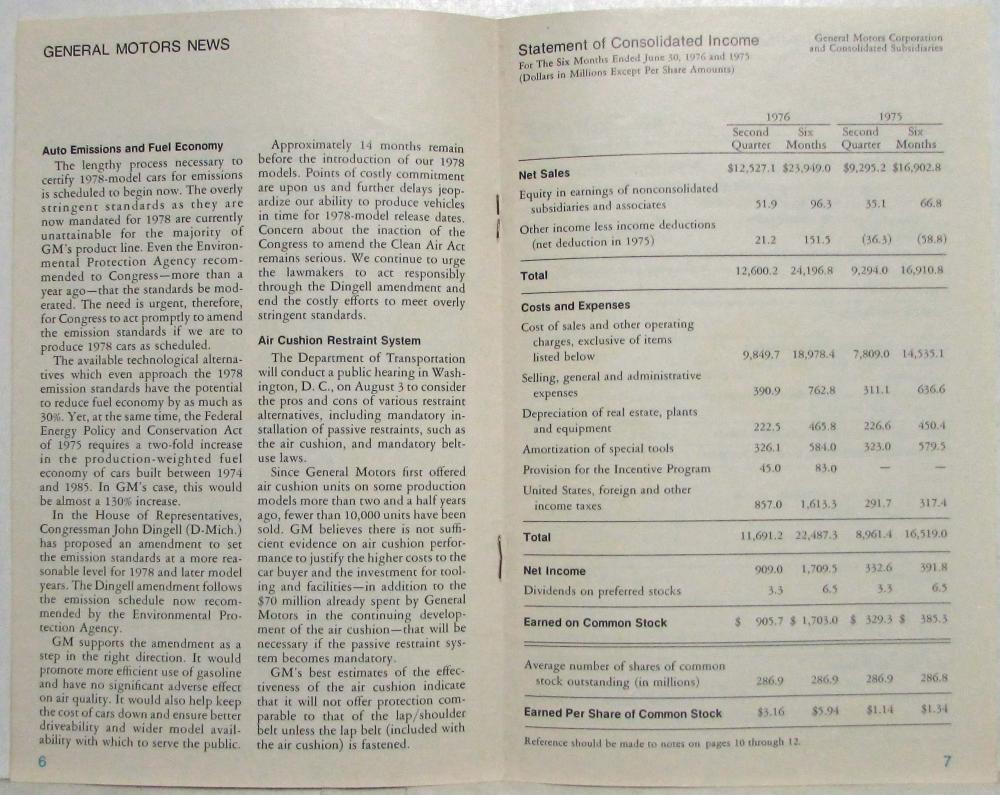 GENERAL MOTORS NEWS
Auto Emissions and Fuel Economy
The lengthy process necessary to
certify 1978-model cars for emissions
is scheduled to begin now. The overly
stringent standards as they are
now mandated for 1978 are currently
unattainable for the majority of
GM's product line. Even the Environ-
mental Protection Agency recom-
mended to Congress—more than a
year ago—that the standards be mod-
erated. The need is urgent, therefore,
for Congress to act promptly to amend
the emission standards if we are to
produce 1978 cars as scheduled.
The available technological alterna-
tives which even approach the 1978
emission standards have the potential
to reduce fuel economy by as much as
30%. Yet, at the same time, the Federal
Energy Policy and Conservation Act
of 1975 requires a two-fold increase
in the production-weighted fuel
economy of cars built between 1974
and 1985. In GM's case, this would
be almost a 130% increase.
In the House of Representatives,
Congressman John Dingell (D-Mich.)
has proposed an amendment to set
the emission standards at a more rea-
sonable level for 1978 and later model
years. The Dingell amendment follows
the emission schedule now recom-
mended by the Environmental Pro-
tection Agency.
GM supports the amendment as a
step in the right direction. It would
promote more efficient use of gasoline
and have no significant adverse effect
on air quality. It would also help keep
the cost of cars down and ensure better
driveability and wider model avail-
ability with which to serve the public.
Approximately 14 months remain
before the introduction of our 1978
models. Points of costly commitment
are upon us and further delays jeop-
ardize our ability to produce vehicles
in time for 1978-model release dates.
Concern about the inaction of the
Congress to amend the Clean Air Act
remains serious. We continue to urge
the lawmakers to act responsibly
through the Dingell amendment and
end the costly efforts to meet overly
stringent standards.
Air Cushion Restraint System
The Department of Transportation
will conduct a public hearing in Wash-
ington, D. C., on August 3 to consider
the pros and cons of various restraint
alternatives, including mandatory in-
stallation of passive restraints, such as
the air cushion, and mandatory belt-
use laws.
Since General Motors first offered
air cushion units on some production
models more than two and a half years
ago, fewer than 10,000 units have been
sold. GM believes there is not suffi-
cient evidence on air cushion perfor-
mance to justify the higher costs to the
car buyer and the investment for tool-
ing and facilities—in addition to the
$70 million already spent by General
Motors in the continuing develop-
ment of the air cushion—that will be
necessary if the passive restraint sys-
tem becomes mandatory.
GM's best estimates of the effec-
tiveness of the air cushion indicate
that it will not offer protection com-
parable to that of the lap/shoulder
belt unless the lap belt (included with
the air cushion) is fastened.
6
Statement of Consolidated Income
For The Six Months Ended June 30, 1976 and 1975
(Dollars in Millions Except Per Share Amounts)
General Motors Corporation
and Consolidated Subsidiaries
1976 1975
Second Six Second Six
Quarter Months Quarter Months
Net Sales $12,527.1 $23,949.0 $9,295.2 $16,902.8
Equity in earnings of nonconsolidated
subsidiaries and associates 51.9 96.3 35.1 66.8
Other income less income deductions
(net deduction in 1975) 21.2 151.5 (36.3) (58.8)
Total 12,600.2 24,196.8 9,294.0 16,910.8
Costs and Expenses
Cost of sales and other operating
charges, exclusive of items
listed below 9,849.7 18,978.4 7,809.0 14,535.1
Selling, general and administrative
expenses 390.9 762.8 311.1 636.6
Depreciation of real estate, plants
and equipment 222.5 465.8 226.6 450.4
Amortization of special tools 326.1 584.0 323.0 579.5
Provision for the Incentive Program 45.0 83.0 — —
United States, foreign and other
income taxes 857.0 1,613.3 291.7 317.4
Total 11,691.2 22,487.3 8,961.4 16,519.0
Net Income 909.0 1,709.5 332.6 391.8
Dividends on preferred stocks 3.3 6.5 3.3 6.5
Earned on Common Stock $ 905.7 $ 1,703.0 $ 329.3 $ 385.3
Average number of shares of common
stock outstanding (in millions) 286.9 286.9 286.9 286.8
Earned Per Share of Common Stock $3.16 $5.94 $1.14 $1.34
Reference should be made to notes on pages 10 through 12.
7